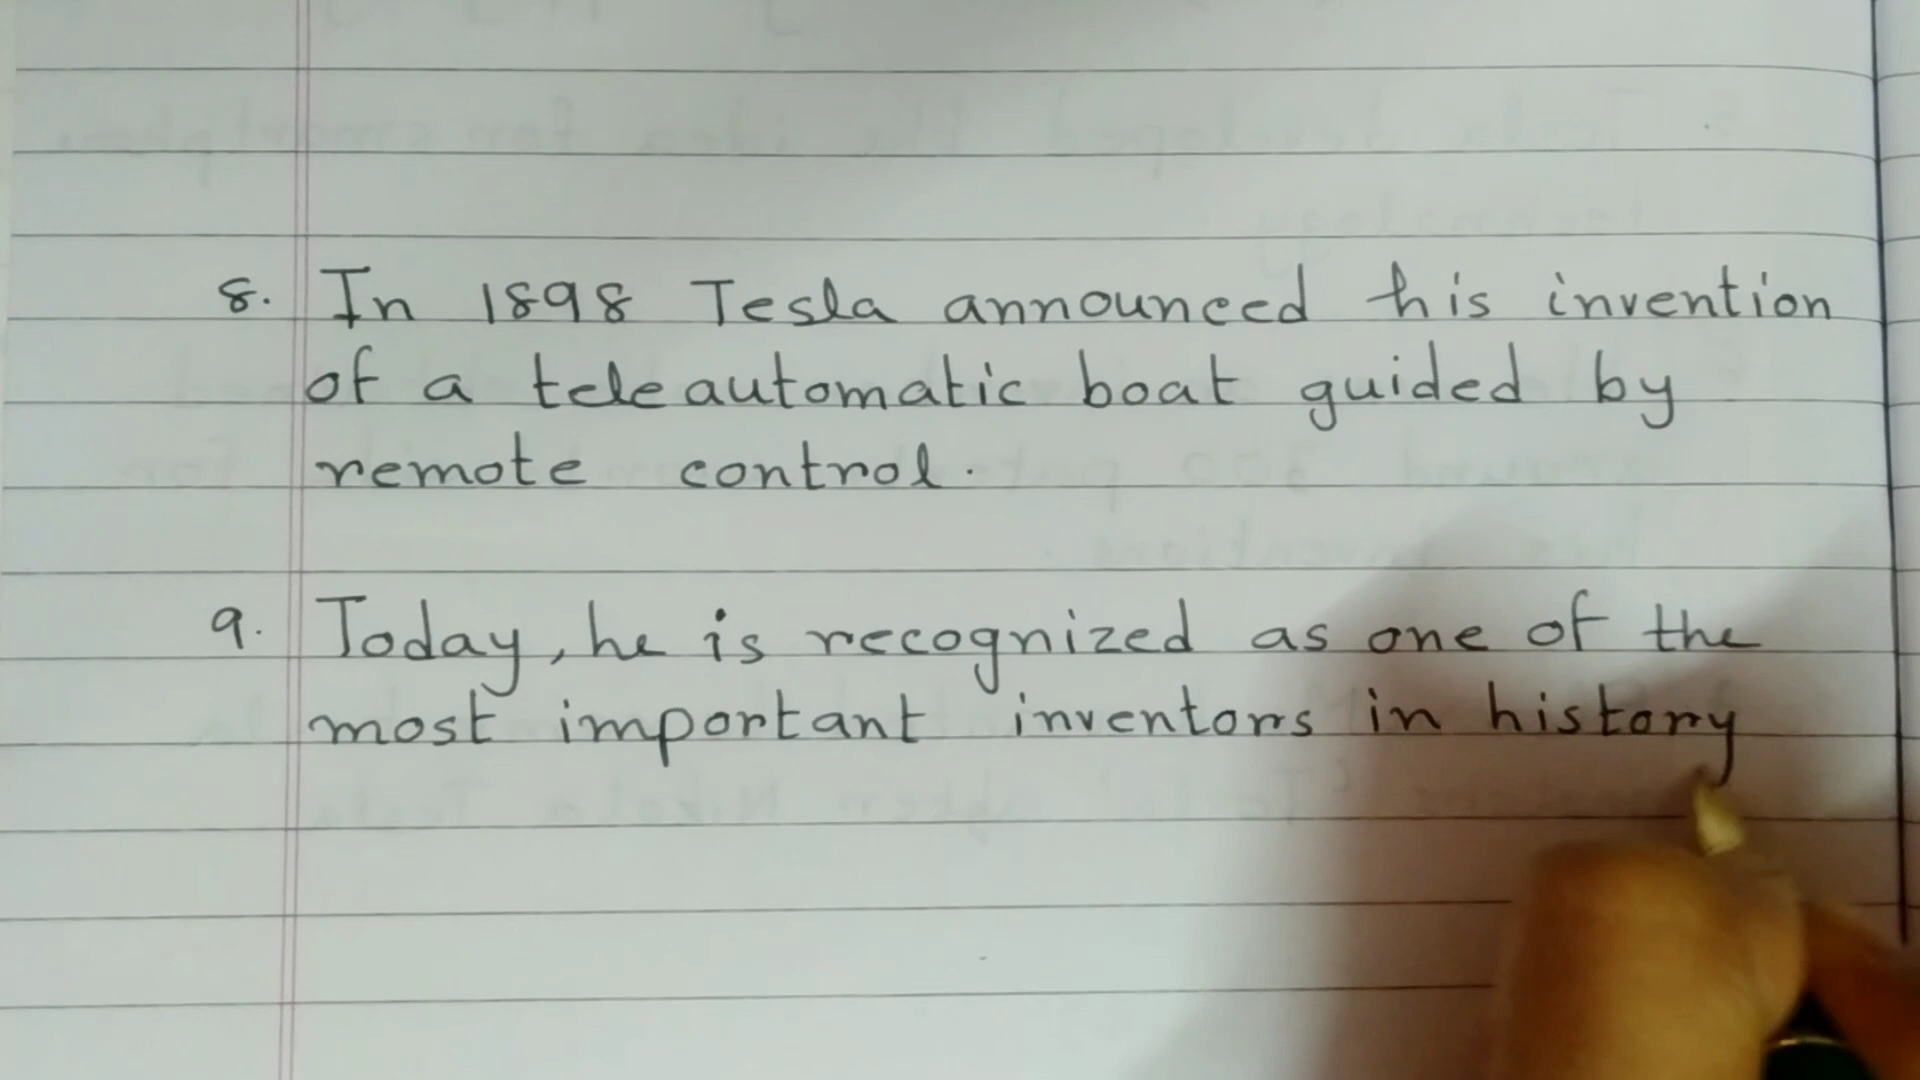 8. In 1898 Tesla announced his invention
of a teleautomatic boat guided by
remote control.
9. Today, he is recognized as one of the
most important inventors in history